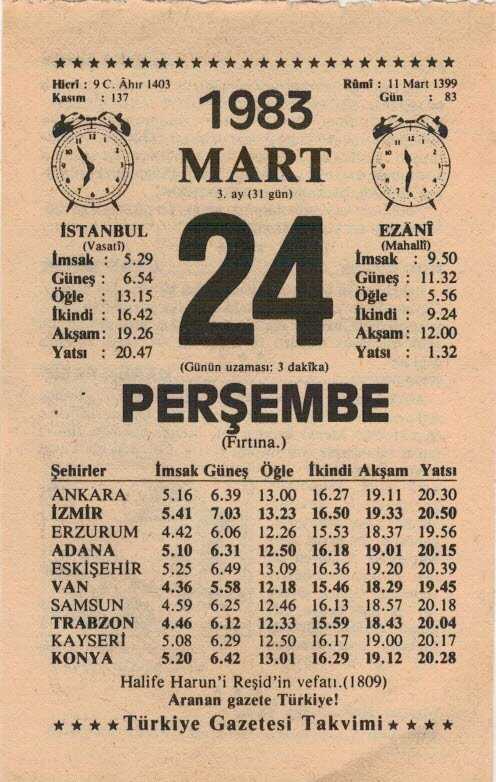 ★★★★★★★★★★★★★★★★★★★★★★★★
Hicrî : 9 C. Âhır 1403
Kasım : 137
1983
Rûmî : 11 Mart 1399
Gün : 83
MART
3. ay (31 gün)
24
(Günün uzaması: 3 dakîka)
İSTANBUL
(Vasatî)
İmsak : 5.29
Güneş : 6.54
Öğle : 13.15
İkindi : 16.42
Akşam: 19.26
Yatsı : 20.47
EZÂNÎ
(Mahallî)
İmsak : 9.50
Güneş : 11.32
Öğle : 5.56
İkindi : 9.24
Akşam: 12.00
Yatsı : 1.32
PERŞEMBE
(Fırtına.)
Şehirler İmsak Güneş Öğle İkindi Akşam Yatsı
ANKARA 5.16 6.39 13.00 16.27 19.11 20.30
İZMİR 5.41 7.03 13.23 16.50 19.33 20.50
ERZURUM 4.42 6.06 12.26 15.53 18.37 19.56
ADANA 5.10 6.31 12.50 16.18 19.01 20.15
ESKİŞEHİR 5.25 6.49 13.09 16.36 19.20 20.39
VAN 4.36 5.58 12.18 15.46 18.29 19.45
SAMSUN 4.59 6.25 12.46 16.13 18.57 20.18
TRABZON 4.46 6.12 12.33 15.59 18.43 20.04
KAYSERİ 5.08 6.29 12.50 16.17 19.00 20.17
KONYA 5.20 6.42 13.01 16.29 19.12 20.28
Halife Harun'i Reşid'in vefatı.(1809)
Aranan gazete Türkiye!
★★★★Türkiye Gazetesi Takvimi★★★★